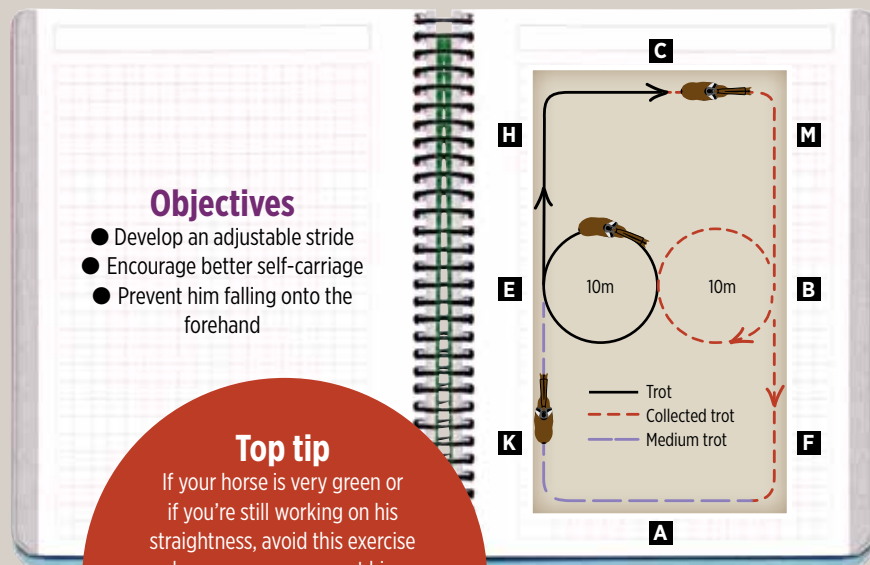 Objectives
● Develop an adjustable stride
● Encourage better self-carriage
● Prevent him falling onto the
forehand
Top tip
If your horse is very green or
if you're still working on his
straightness, avoid this exercise
C
H
M
E
10m
10m
B
Trot
Collected trot
Medium trot
K
F
A